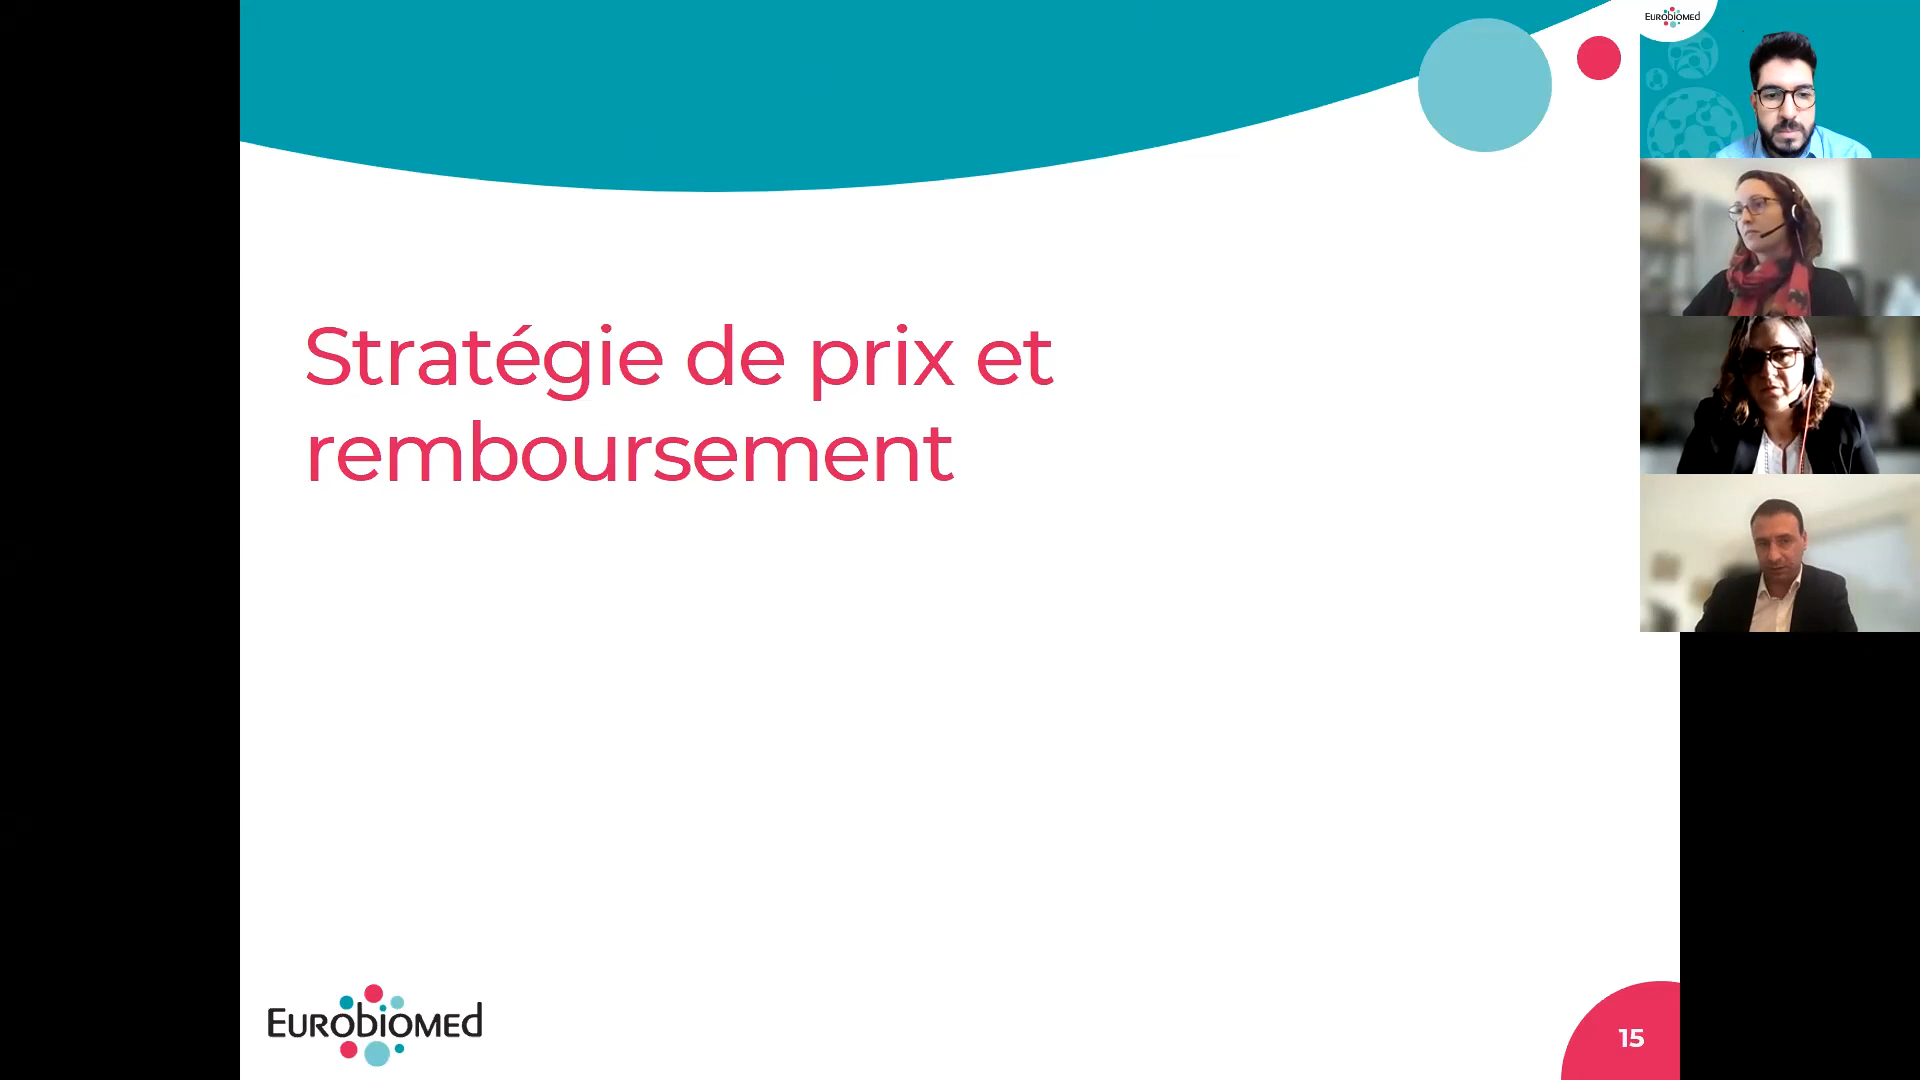 Stratégie de prix et
remboursement
EUROBIOMED
15
EUROBIOMED